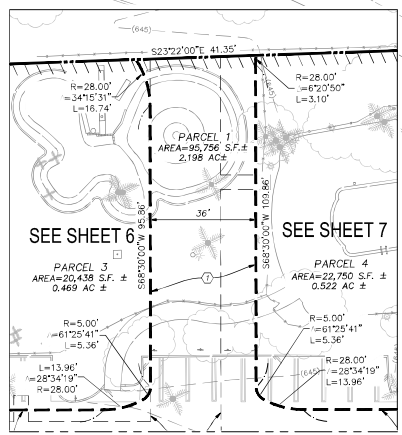 (645)
S23°22'00"E 41.35'
R=28.00'
=34°15'31"
L=16.74'
R=28.00'
=6°20'50"
L=3.10'
PARCEL 1
AREA=95,756 S.F.±
2.198 AC±
S68°30'00"W 95.86'
S68°30'00"W 109.86'
36'
SEE SHEET 6
SEE SHEET 7
PARCEL 3
AREA=20,438 S.F. ±
0.469 AC ±
1
PARCEL 4
AREA=22,750 S.F. ±
0.522 AC ±
R=5.00'
=61°25'41"
L=5.36'
R=5.00'
=61°25'41"
L=5.36'
L=13.96'
=28°34'19"
R=28.00'
(645)
R=28.00'
=28°34'19"
L=13.96'